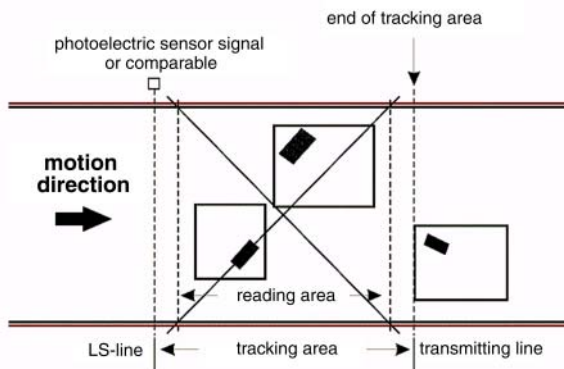 end of tracking area
photoelectric sensor signal
or comparable
motion
direction
reading area
LS-line
tracking area
transmitting line